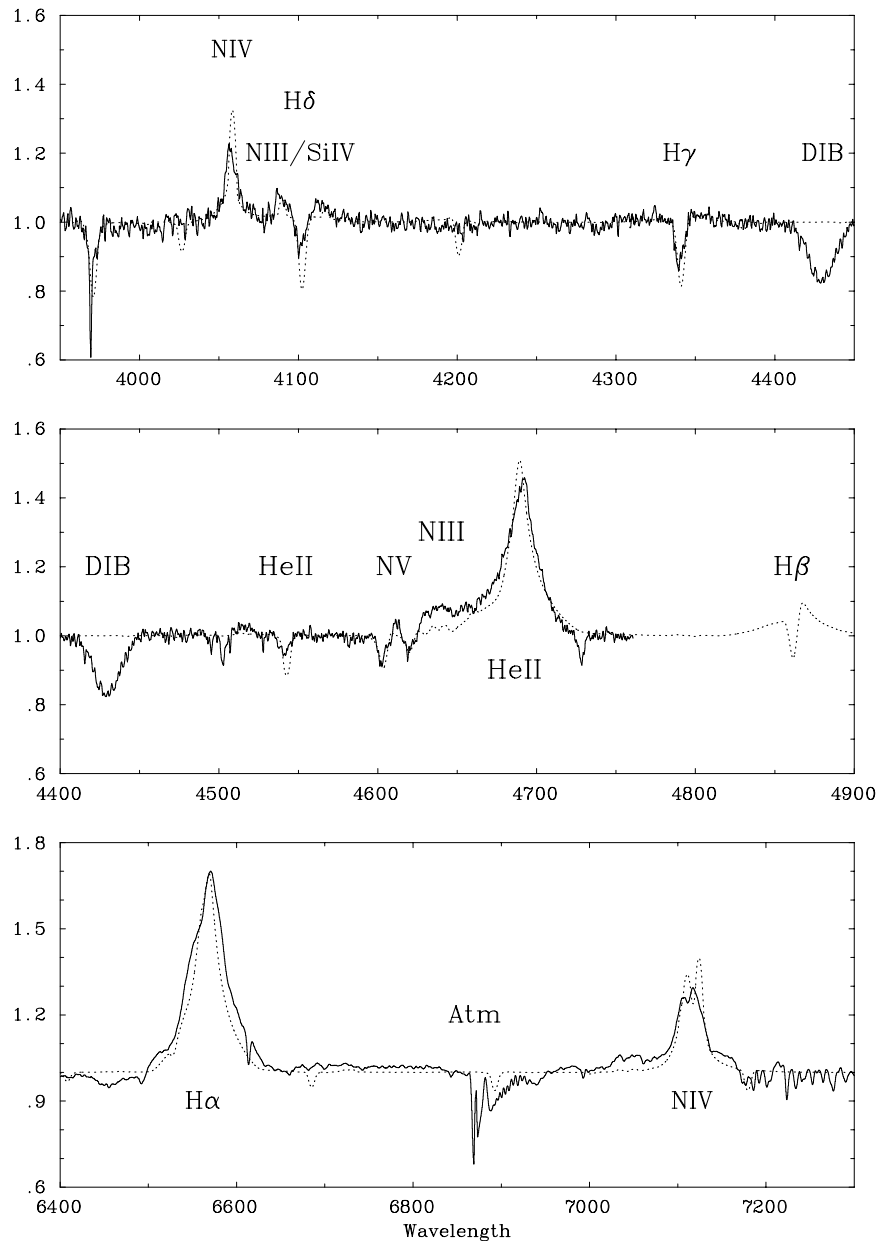 1.6
1.4
1.2
1.0
.8
.6
NIV
Hδ
NIII/SiIV
Hγ
DIB
4000 4100 4200 4300 4400
1.6
1.4
1.2
1.0
.8
.6
DIB
HeII
NV
NIII
HeII
Hβ
4400 4500 4600 4700 4800 4900
1.8
1.5
1.2
.9
.6
Hα
Atm
NIV
6400 6600 6800 7000 7200
Wavelength